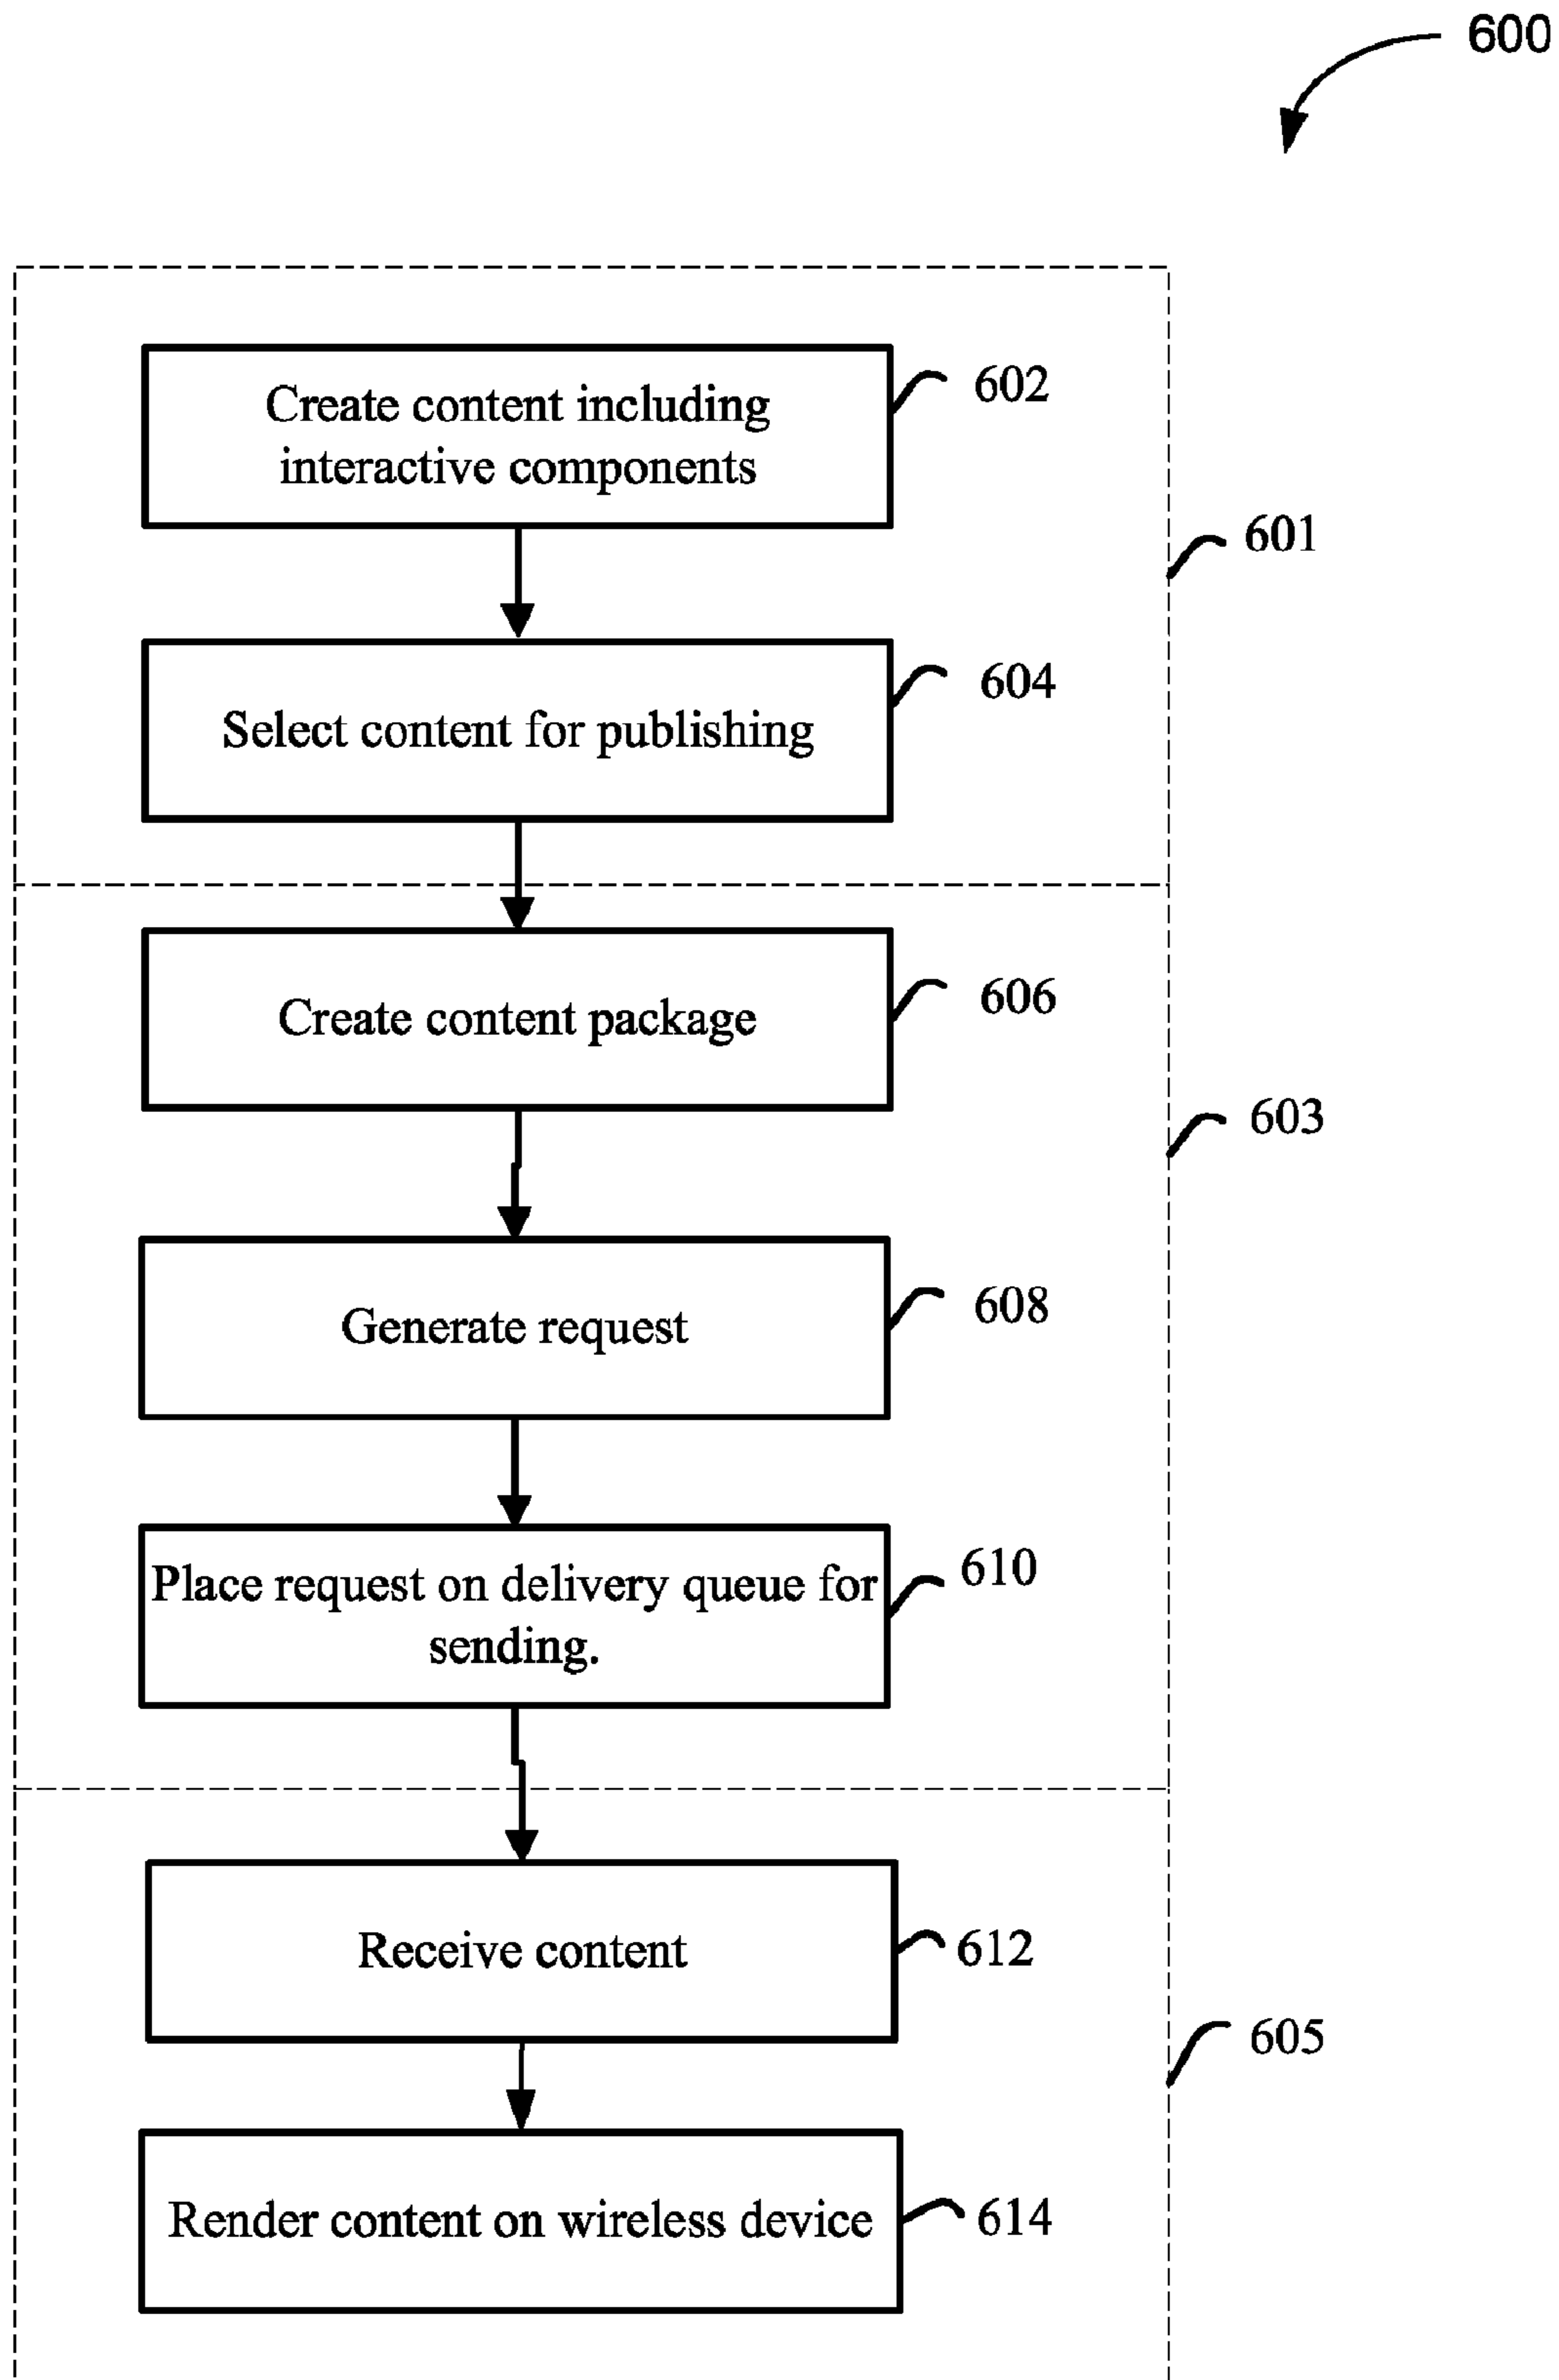 600
Create content including
interactive components
602
601
Select content for publishing
604
Create content package
606
603
Generate request
608
Place request on delivery queue for
sending.
610
Receive content
612
605
Render content on wireless device
614